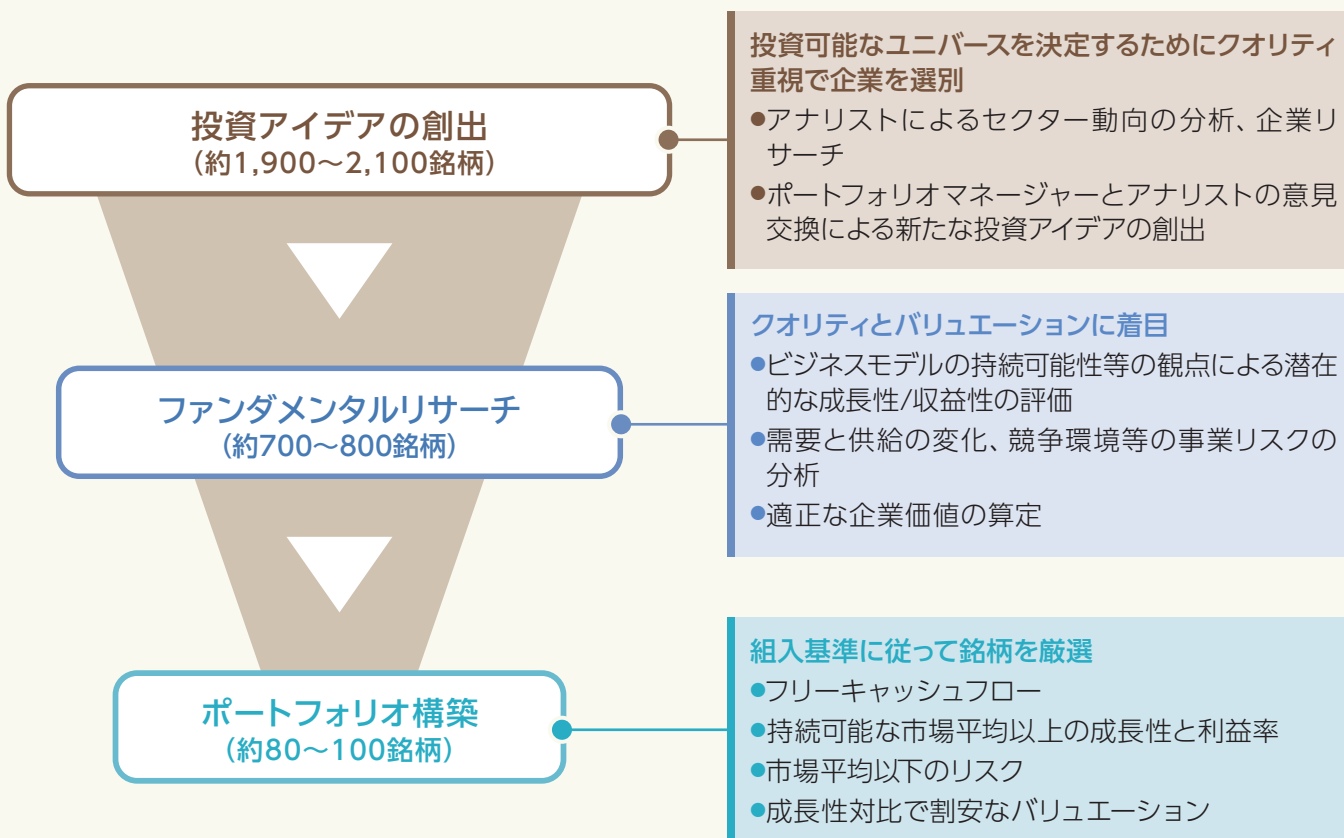 投資アイデアの創出
(約1,900〜2,100銘柄)
投資可能なユニバースを決定するためにクオリティ
重視で企業を選別
●アナリストによるセクター動向の分析、企業リ
サーチ
●ポートフォリオマネージャーとアナリストの意見
交換による新たな投資アイデアの創出
ファンダメンタルリサーチ
(約700〜800銘柄)
クオリティとバリュエーションに着目
●ビジネスモデルの持続可能性等の観点による潜在
的な成長性/収益性の評価
●需要と供給の変化、競争環境等の事業リスクの
分析
●適正な企業価値の算定
ポートフォリオ構築
(約80〜100銘柄)
組入基準に従って銘柄を厳選
●フリーキャッシュフロー
●持続可能な市場平均以上の成長性と利益率
●市場平均以下のリスク
●成長性対比で割安なバリュエーション